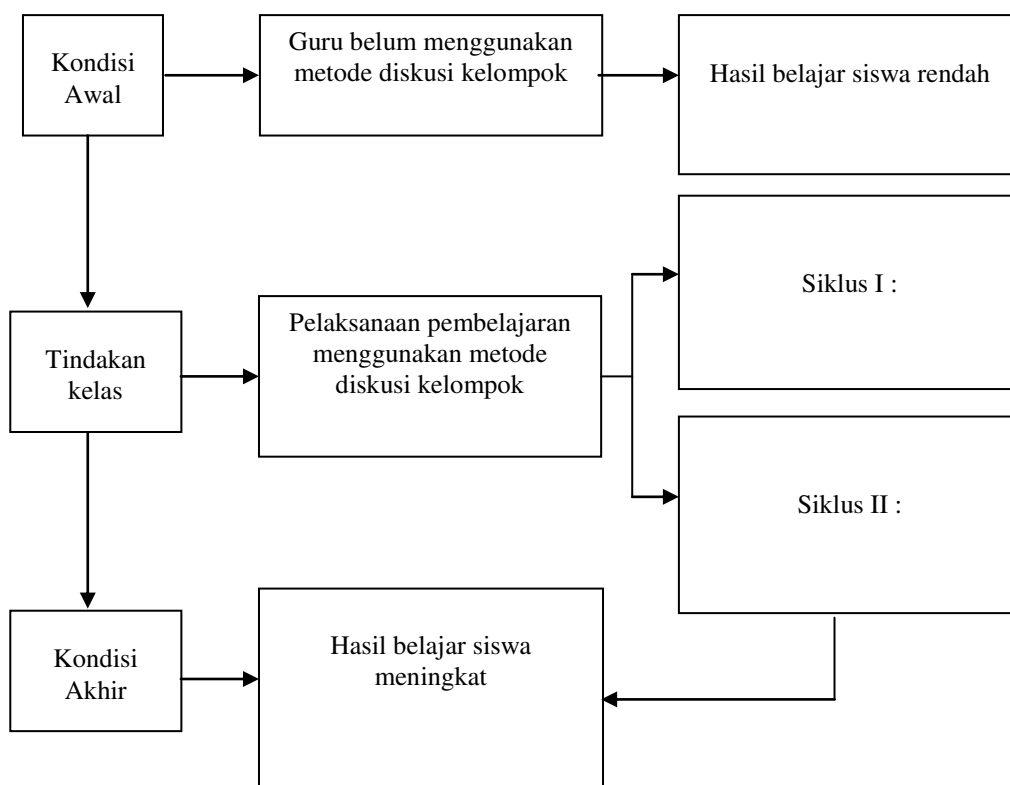 Kondisi
Awal
Guru belum menggunakan
metode diskusi kelompok
Hasil belajar siswa rendah
Siklus I :
Tindakan
kelas
Pelaksanaan pembelajaran
menggunakan metode
diskusi kelompok
Siklus II :
Kondisi
Akhir
Hasil belajar siswa
meningkat